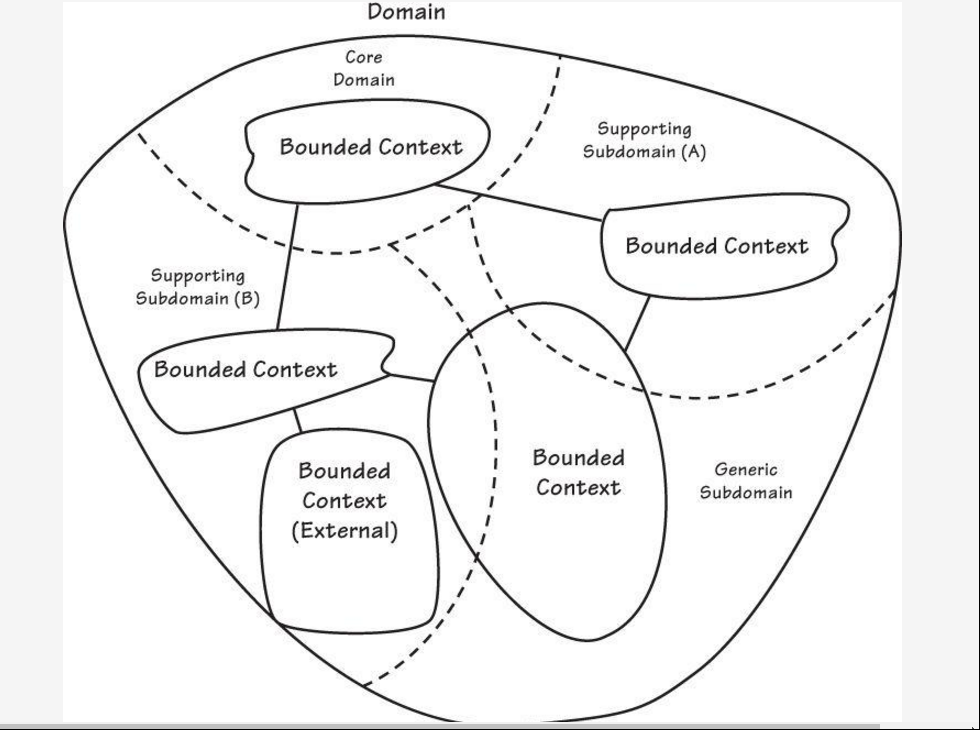 Domain
Core
Domain
Bounded Context
Supporting
Subdomain (A)
Bounded Context
Supporting
Subdomain (B)
Bounded Context
Bounded
Context
(External)
Bounded
Context
Generic
Subdomain